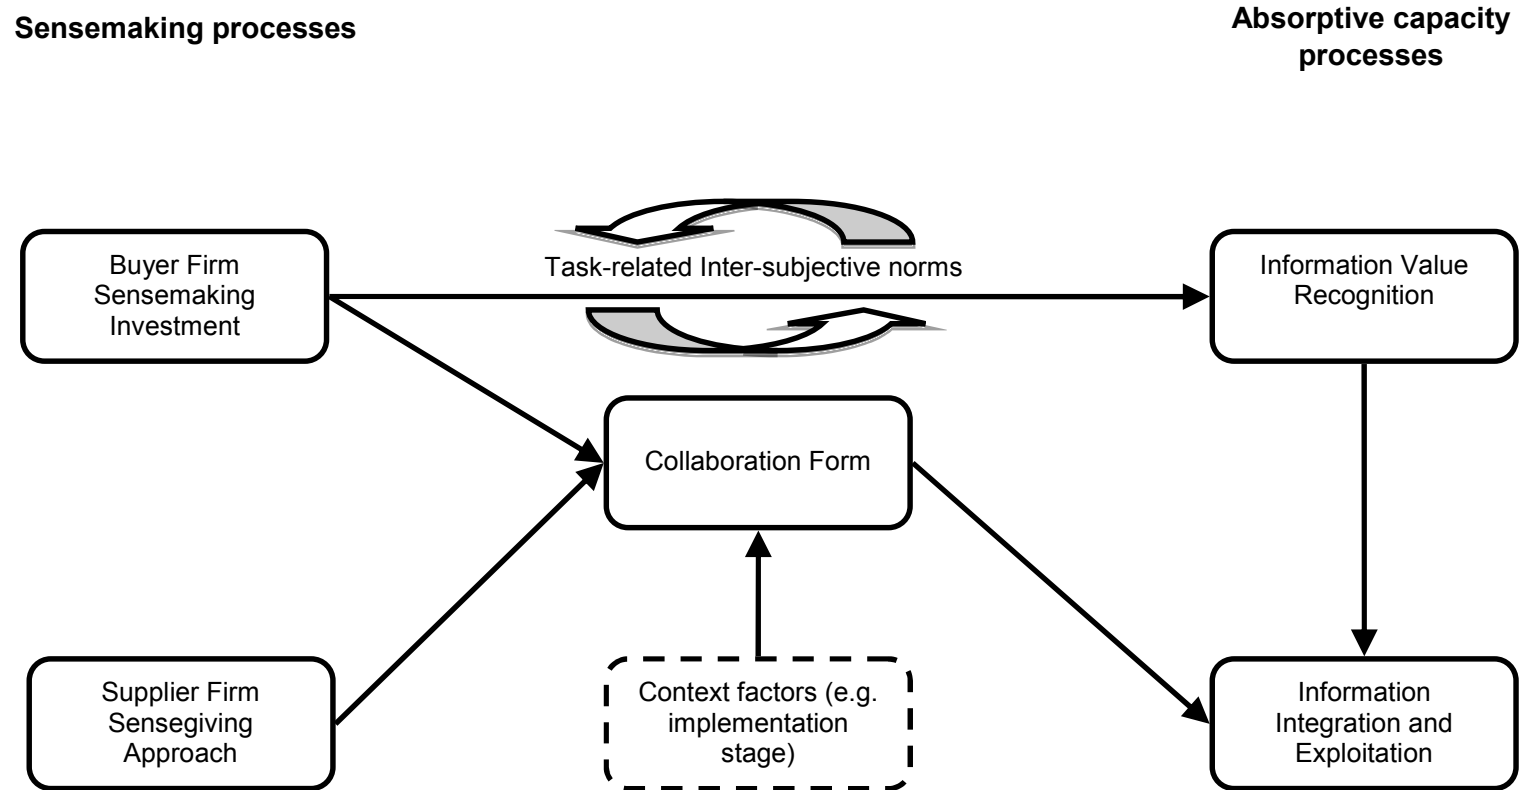 Sensemaking processes
Absorptive capacity
processes
Task-related Inter-subjective norms
Buyer Firm
Sensemaking
Investment
Information Value
Recognition
Collaboration Form
Supplier Firm
Sensegiving
Approach
Context factors (e.g.
implementation
stage)
Information
Integration and
Exploitation